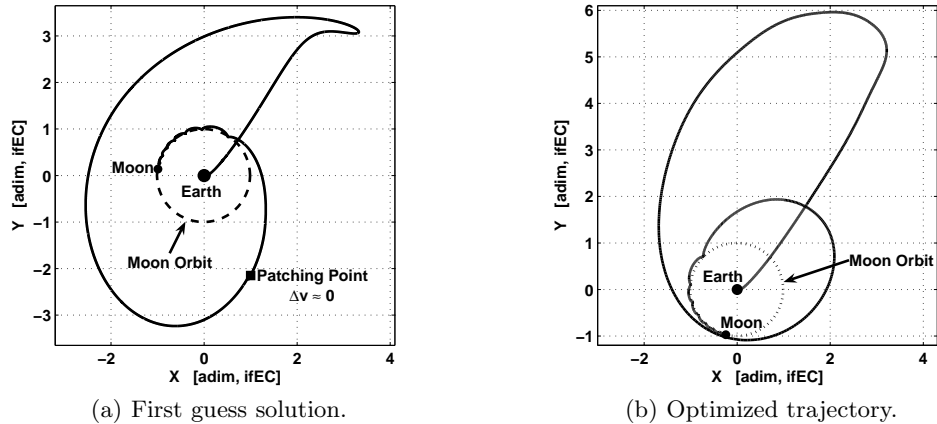 3
2
1
0
−1
−2
−3
Y [adim, ifEC]
−2
0
2
4
X [adim, ifEC]
Moon
Earth
Moon Orbit
Patching Point
Δv ≈ 0
(a) First guess solution.
6
5
4
3
2
1
0
−1
Y [adim, ifEC]
−2
0
2
4
X [adim, ifEC]
Earth
Moon Orbit
Moon
(b) Optimized trajectory.